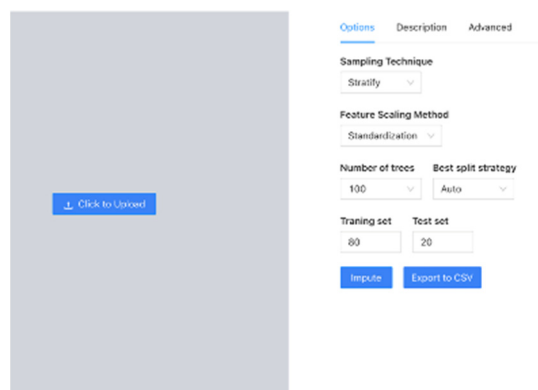 Options Description Advanced
Sampling Technique
Stratify
Feature Scaling Method
Standardization
Number of trees Best split strategy
100 Auto
Traning set Test set
80 20
Click to Upload
Impute Export to CSV